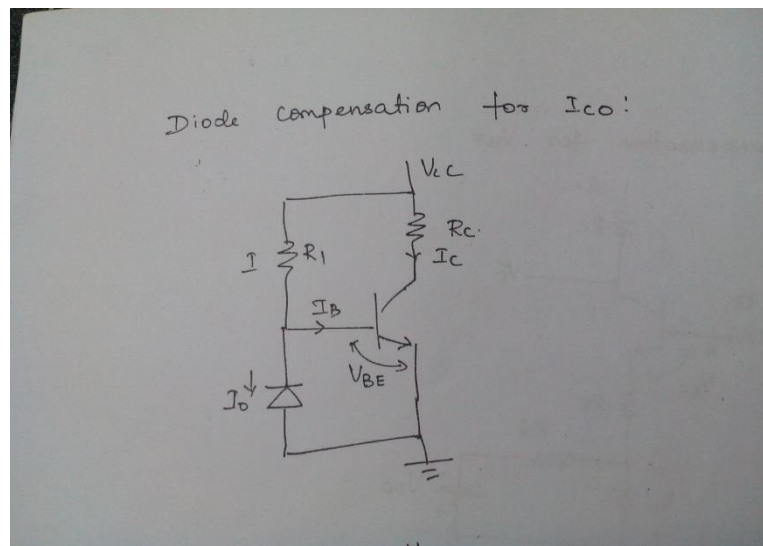 Diode compensation for Ico:
Vcc
Rc.
I R1
Ic
IB
VBE
Io